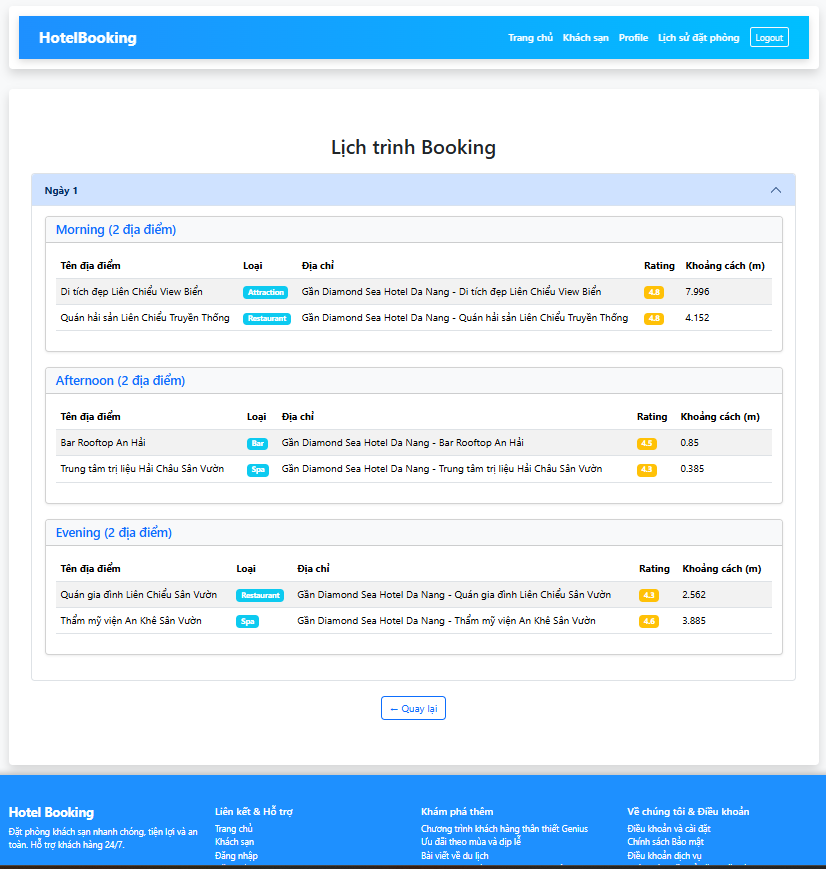 HotelBooking
Trang chủ Khách sạn Profile Lịch sử đặt phòng Logout
Lịch trình Booking
Ngày 1
Morning (2 địa điểm)
Tên địa điểm Loại Địa chỉ Rating Khoảng cách (m)
Di tích đẹp Liên Chiểu View Biển Attraction Gần Diamond Sea Hotel Da Nang - Di tích đẹp Liên Chiểu View Biển 4.8 7.996
Quán hải sản Liên Chiểu Truyền Thống Restaurant Gần Diamond Sea Hotel Da Nang - Quán hải sản Liên Chiểu Truyền Thống 4.8 4.152
Afternoon (2 địa điểm)
Tên địa điểm Loại Địa chỉ Rating Khoảng cách (m)
Bar Rooftop An Hải Bar Gần Diamond Sea Hotel Da Nang - Bar Rooftop An Hải 4.5 0.85
Trung tâm trị liệu Hải Châu Sân Vườn Spa Gần Diamond Sea Hotel Da Nang - Trung tâm trị liệu Hải Châu Sân Vườn 4.3 0.385
Evening (2 địa điểm)
Tên địa điểm Loại Địa chỉ Rating Khoảng cách (m)
Quán gia đình Liên Chiểu Sân Vườn Restaurant Gần Diamond Sea Hotel Da Nang - Quán gia đình Liên Chiểu Sân Vườn 4.3 2.562
Thẩm mỹ viện An Khê Sân Vườn Spa Gần Diamond Sea Hotel Da Nang - Thẩm mỹ viện An Khê Sân Vườn 4.6 3.885
← Quay lại
Hotel Booking
Đặt phòng khách sạn nhanh chóng, tiện lợi và an
toàn. Hỗ trợ khách hàng 24/7.
Liên kết & Hỗ trợ
Trang chủ
Khách sạn
Đăng nhập
Khám phá thêm
Chương trình khách hàng thân thiết Genius
Ưu đãi theo mùa và dịp lễ
Bài viết về du lịch
Về chúng tôi & Điều khoản
Điều khoản và cài đặt
Chính sách Bảo mật
Điều khoản dịch vụ